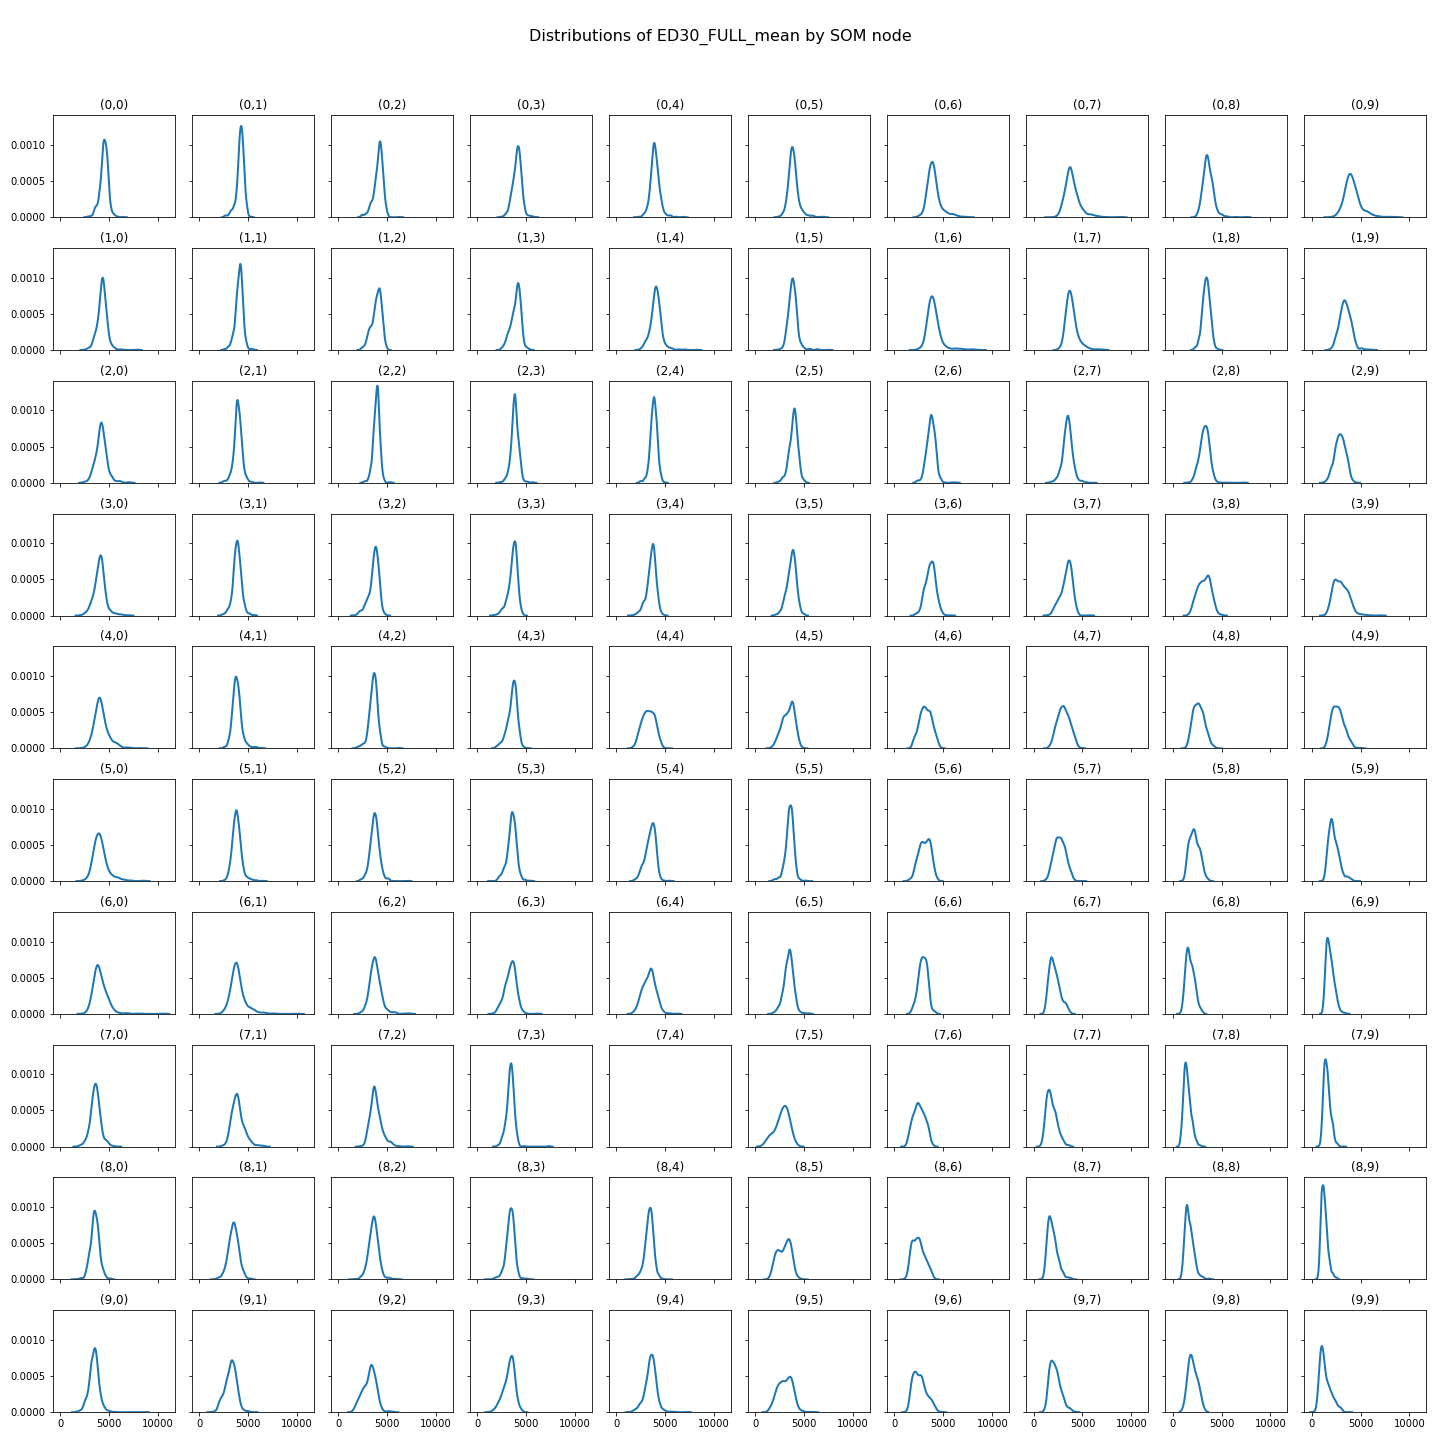 Distributions of ED30_FULL_mean by SOM node
(0,0) (0,1) (0,2) (0,3) (0,4) (0,5) (0,6) (0,7) (0,8) (0,9)
0.0010
0.0005
0.0000
(1,0) (1,1) (1,2) (1,3) (1,4) (1,5) (1,6) (1,7) (1,8) (1,9)
0.0010
0.0005
0.0000
(2,0) (2,1) (2,2) (2,3) (2,4) (2,5) (2,6) (2,7) (2,8) (2,9)
0.0010
0.0005
0.0000
(3,0) (3,1) (3,2) (3,3) (3,4) (3,5) (3,6) (3,7) (3,8) (3,9)
0.0010
0.0005
0.0000
(4,0) (4,1) (4,2) (4,3) (4,4) (4,5) (4,6) (4,7) (4,8) (4,9)
0.0010
0.0005
0.0000
(5,0) (5,1) (5,2) (5,3) (5,4) (5,5) (5,6) (5,7) (5,8) (5,9)
0.0010
0.0005
0.0000
(6,0) (6,1) (6,2) (6,3) (6,4) (6,5) (6,6) (6,7) (6,8) (6,9)
0.0010
0.0005
0.0000
(7,0) (7,1) (7,2) (7,3) (7,4) (7,5) (7,6) (7,7) (7,8) (7,9)
0.0010
0.0005
0.0000
(8,0) (8,1) (8,2) (8,3) (8,4) (8,5) (8,6) (8,7) (8,8) (8,9)
0.0010
0.0005
0.0000
(9,0) (9,1) (9,2) (9,3) (9,4) (9,5) (9,6) (9,7) (9,8) (9,9)
0.0010
0.0005
0.0000
0 5000 10000 0 5000 10000 0 5000 10000 0 5000 10000 0 5000 10000 0 5000 10000 0 5000 10000 0 5000 10000 0 5000 10000 0 5000 10000